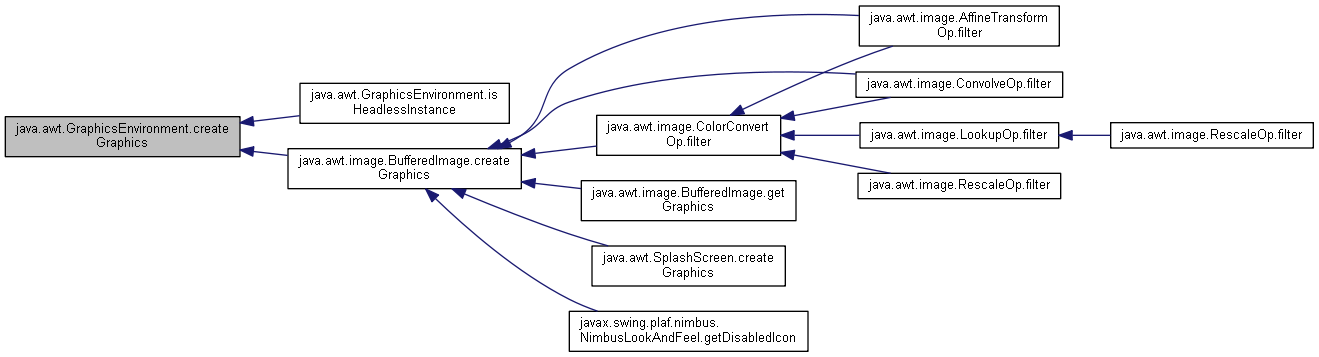 java.awt.GraphicsEnvironment.create
Graphics
java.awt.GraphicsEnvironment.is
HeadlessInstance
java.awt.image.BufferedImage.create
Graphics
java.awt.image.ColorConvert
Op.filter
java.awt.image.BufferedImage.get
Graphics
java.awt.SplashScreen.create
Graphics
javax.swing.plaf.nimbus.
NimbusLookAndFeel.getDisabledIcon
java.awt.image.AffineTransform
Op.filter
java.awt.image.ConvolveOp.filter
java.awt.image.LookupOp.filter
java.awt.image.RescaleOp.filter
java.awt.image.RescaleOp.filter